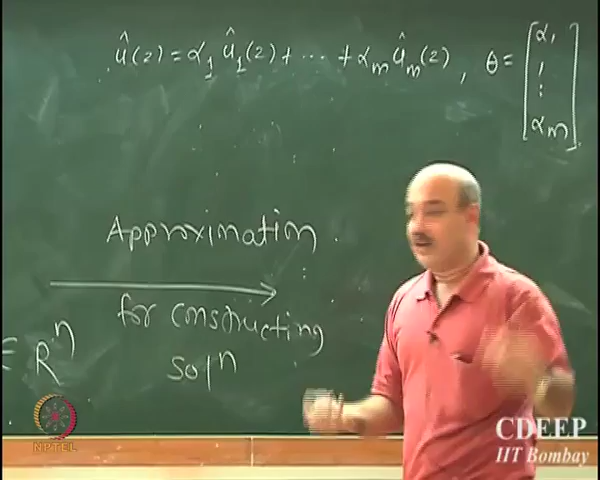 û(z) = α₁ û₁(z) + ··· + αₘ ûₘ(z) , θ = [α₁ ⋮ αₘ]
Approximation
for constructing
solⁿ
= Rⁿ
NPTEL
CDEEP
IIT Bombay